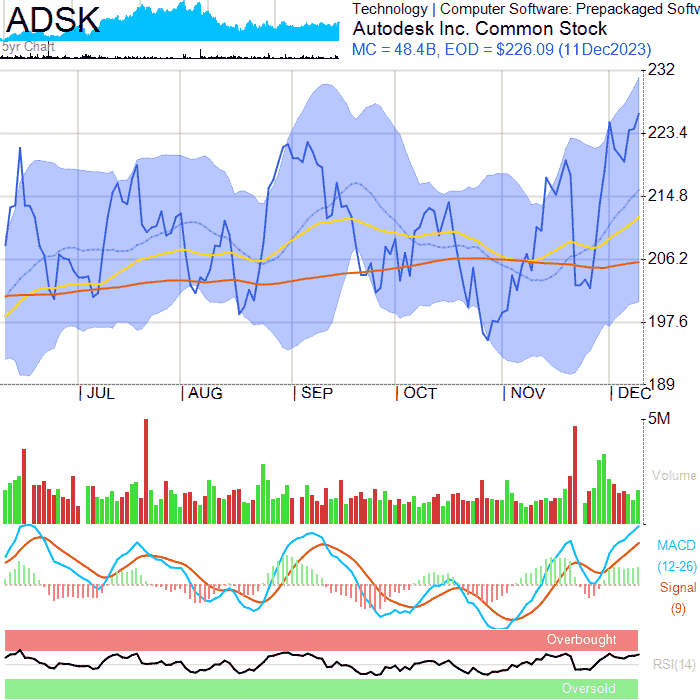 ADSK
5yr Chart
Technology | Computer Software: Prepackaged Softw
Autodesk Inc. Common Stock
MC = 48.4B, EOD = $226.09 (11Dec2023)
232
223.4
214.8
206.2
197.6
189
JUL
AUG
SEP
OCT
NOV
DEC
5M
Volume
MACD
(12-26)
Signal
(9)
Overbought
RSI(14)
Oversold